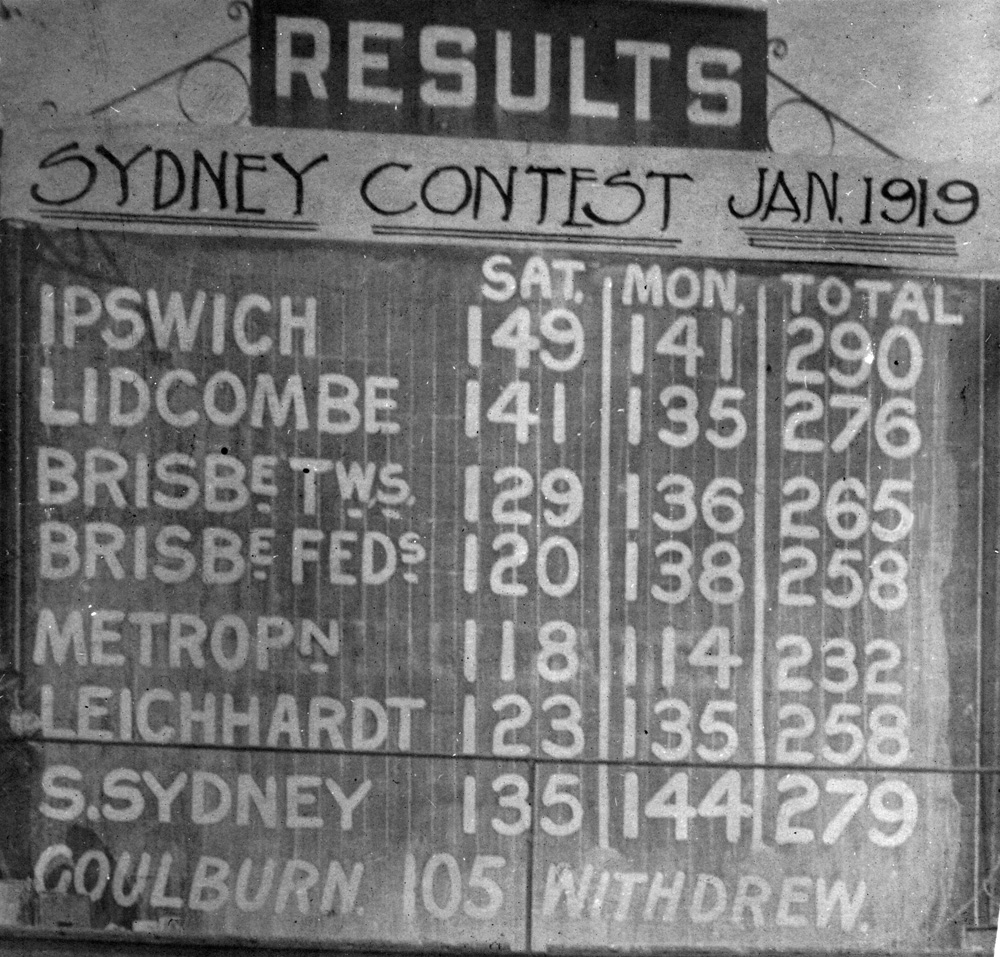 RESULTS
SYDNEY CONTEST JAN. 1919
SAT. MON. TOTAL
IPSWICH 149 141 290
LIDCOMBE 141 135 276
BRISBE T.W.S. 129 136 265
BRISBE FEDS 120 138 258
METROPN 118 114 232
LEICHHARDT 123 135 258
S.SYDNEY 135 144 279
GOULBURN. 105 WITHDREW.